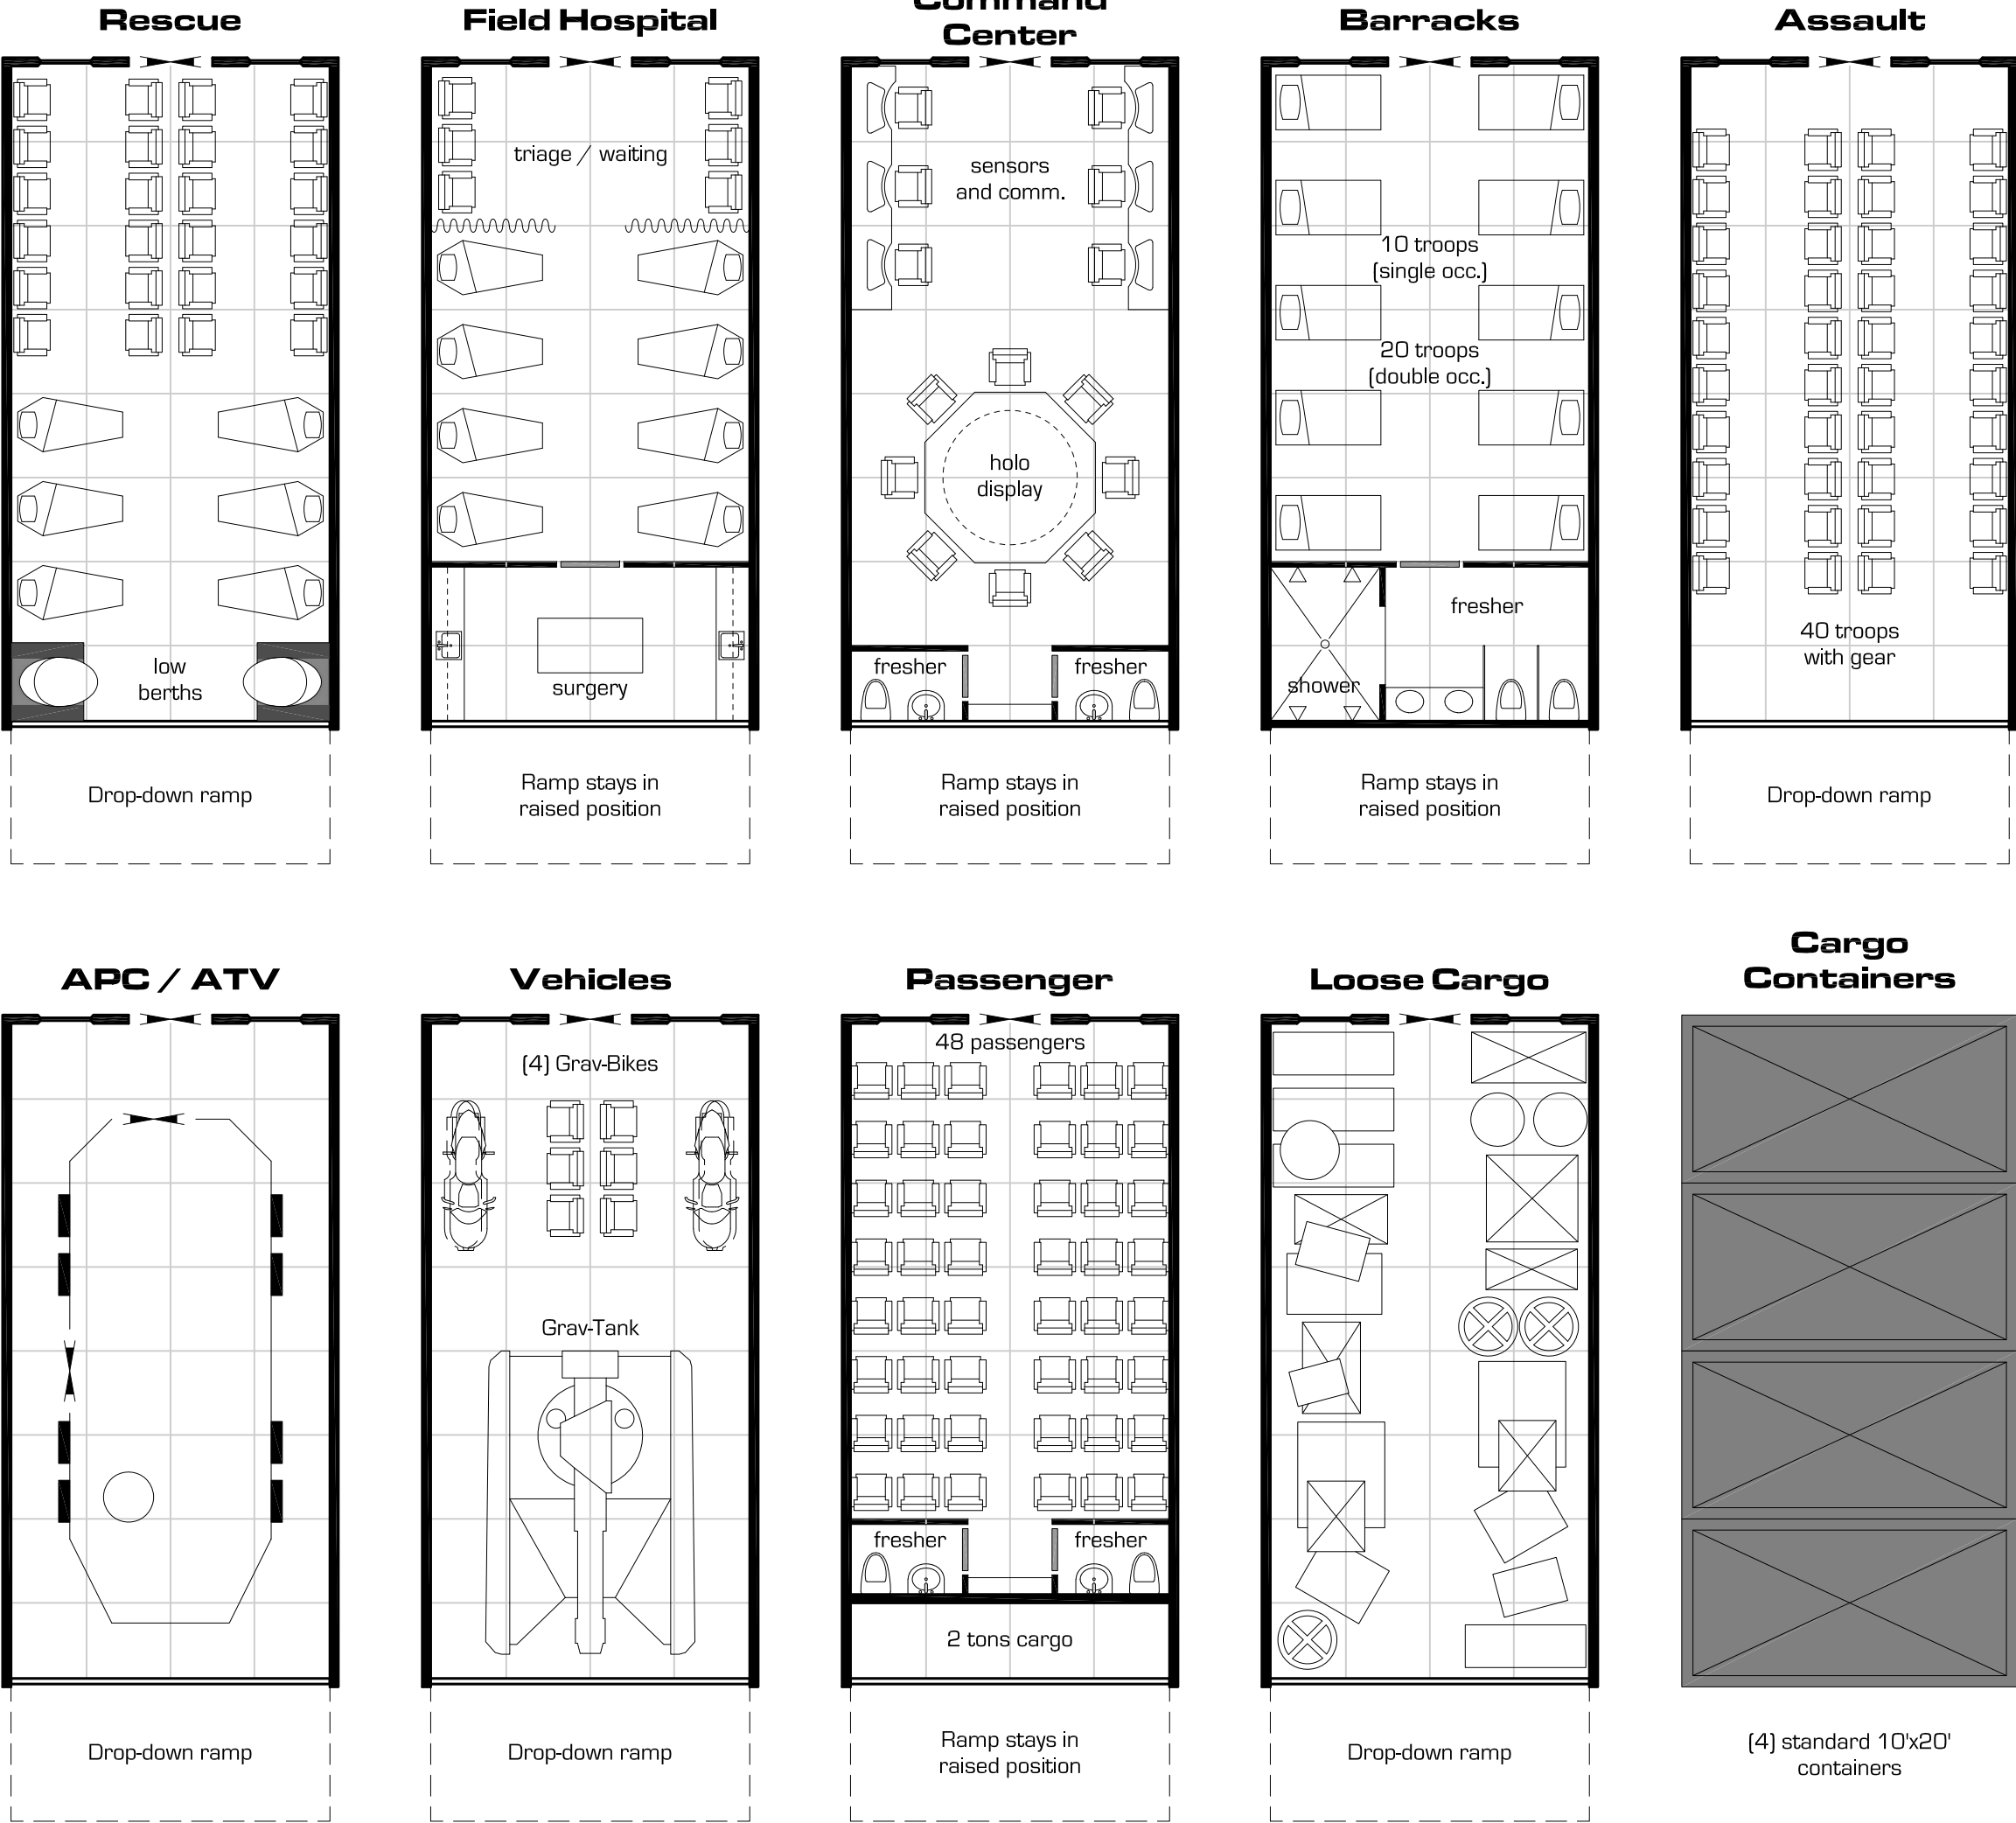 Rescue
Field Hospital
Command
Center
Barracks
Assault
triage / waiting
sensors
and comm.
10 troops
(single occ.)
20 troops
(double occ.)
holo
display
low
berths
surgery
fresher
fresher
fresher
shower
40 troops
with gear
Drop-down ramp
Ramp stays in
raised position
Ramp stays in
raised position
Ramp stays in
raised position
Drop-down ramp
APC / ATV
Vehicles
Passenger
Loose Cargo
Cargo
Containers
(4) Grav-Bikes
48 passengers
Grav-Tank
fresher
fresher
2 tons cargo
Drop-down ramp
Drop-down ramp
Ramp stays in
raised position
Drop-down ramp
(4) standard 10'x20'
containers